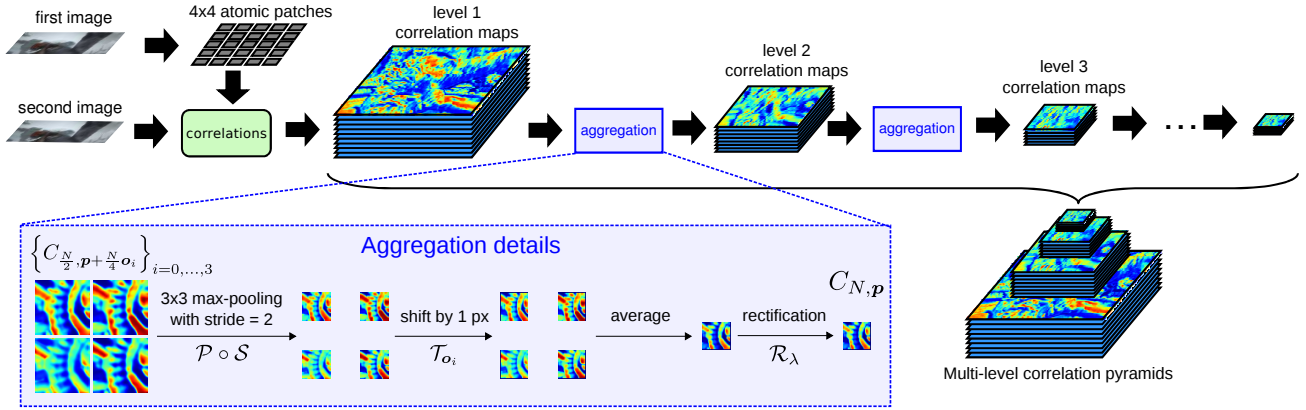 first image
4x4 atomic patches
second image
correlations
level 1
correlation maps
aggregation
level 2
correlation maps
aggregation
level 3
correlation maps
...
Aggregation details
{C_{N/2, p + N/4 o_i}}_{i=0,...,3}
3x3 max-pooling
with stride = 2
P ∘ S
shift by 1 px
T_{o_i}
average
rectification
R_λ
C_{N,p}
Multi-level correlation pyramids